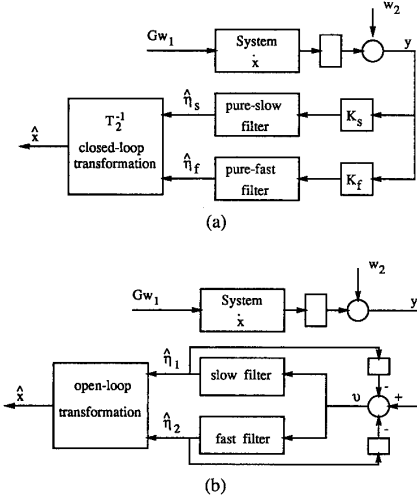 w₂
Gw₁
System
ẋ
y
T₂⁻¹
closed-loop
transformation
x̂
η̂ₛ
pure-slow
filter
Kₛ
η̂f
pure-fast
filter
Kf
(a)
w₂
Gw₁
System
ẋ
y
x̂
open-loop
transformation
η̂₁
slow filter
η̂₂
fast filter
υ
-
+
-
(b)